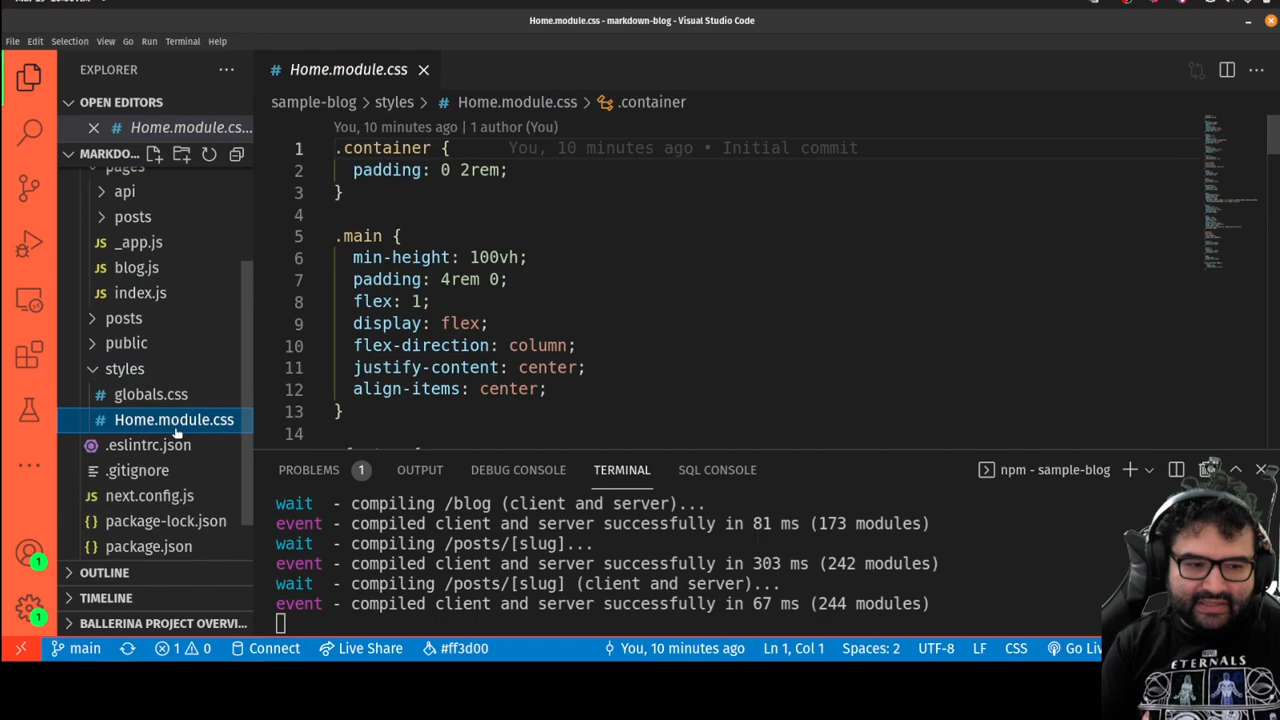 Home.module.css - markdown-blog - Visual Studio Code
File Edit Selection View Go Run Terminal Help
EXPLORER
OPEN EDITORS
Home.module.cs...
MARKDO...
pages
api
posts
JS _app.js
JS blog.js
JS index.js
posts
public
styles
# globals.css
# Home.module.css
.eslintrc.json
.gitignore
JS next.config.js
{} package-lock.json
{} package.json
OUTLINE
TIMELINE
BALLERINA PROJECT OVERVI...
1
1
# Home.module.css
sample-blog > styles > # Home.module.css > .container
You, 10 minutes ago | 1 author (You)
1 .container { You, 10 minutes ago • Initial commit
2 padding: 0 2rem;
3 }
4
5 .main {
6 min-height: 100vh;
7 padding: 4rem 0;
8 flex: 1;
9 display: flex;
10 flex-direction: column;
11 justify-content: center;
12 align-items: center;
13 }
14
PROBLEMS 1 OUTPUT DEBUG CONSOLE TERMINAL SQL CONSOLE npm - sample-blog
wait - compiling /blog (client and server)...
event - compiled client and server successfully in 81 ms (173 modules)
wait - compiling /posts/[slug]...
event - compiled client and server successfully in 303 ms (242 modules)
wait - compiling /posts/[slug] (client and server)...
event - compiled client and server successfully in 67 ms (244 modules)
main 1 0 Connect Live Share #ff3d00 You, 10 minutes ago Ln 1, Col 1 Spaces: 2 UTF-8 LF CSS Go Live
ETERNALS